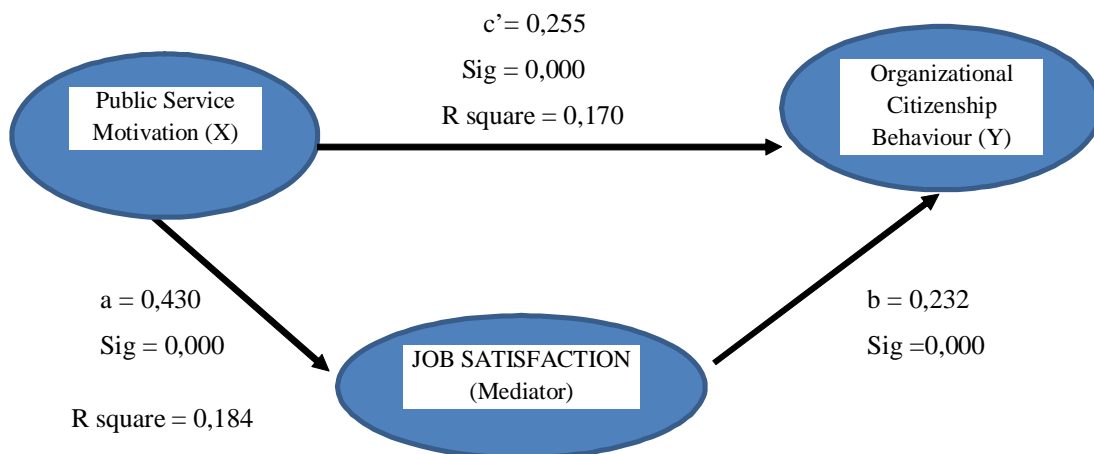 c’= 0,255
Sig = 0,000
R square = 0,170
Public Service
Motivation (X)
Organizational
Citizenship
Behaviour (Y)
a = 0,430
Sig = 0,000
R square = 0,184
JOB SATISFACTION
(Mediator)
b = 0,232
Sig =0,000